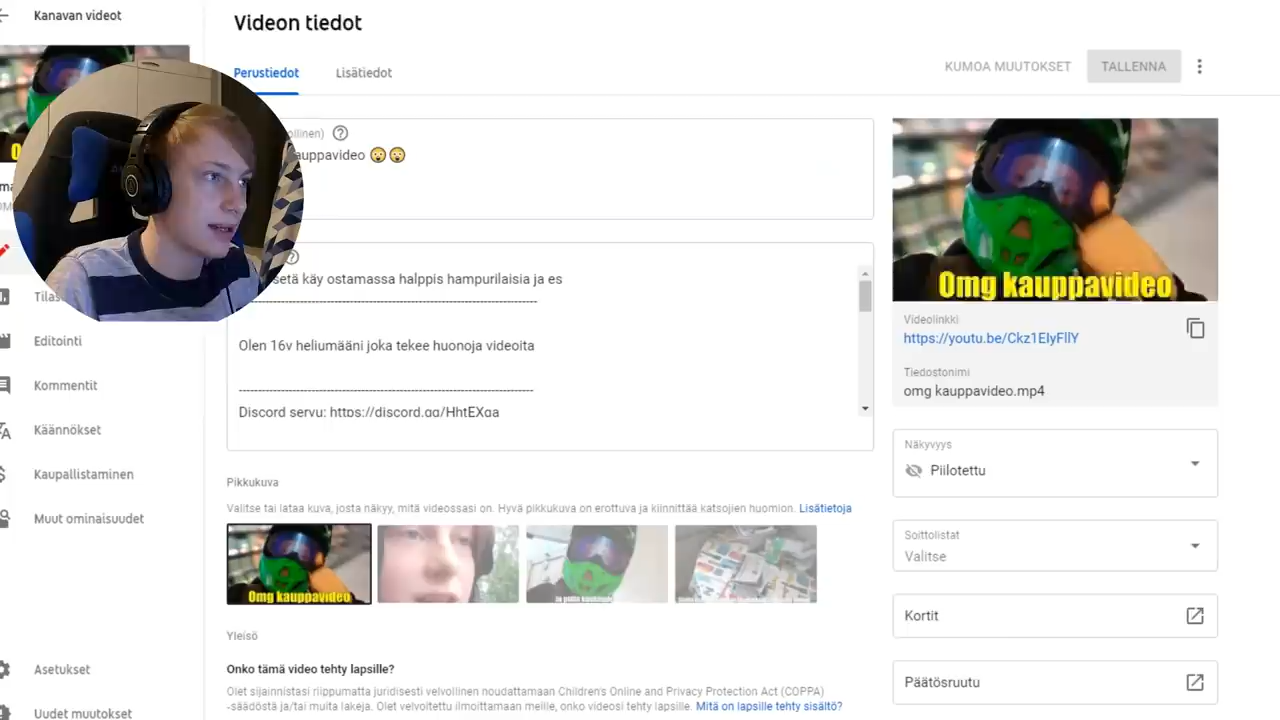 Kanavan videot
Videon tiedot
Perustiedot
Lisätiedot
KUMOA MUUTOKSET
TALLENNA
auppavideo 😮😮
Omg kauppavideo
setä käy ostamassa halppis hampurilaisia ja es
--------------------------------------------------------------------------------
Olen 16v heliumääni joka tekee huonoja videoita
--------------------------------------------------------------------------------
Discord servu: https://discord.gg/HhtEXga
Videolinkki
https://youtu.be/Ckz1EIyFllY
Tiedostonimi
omg kauppavideo.mp4
Editointi
Kommentit
Käännökset
Kaupallistaminen
Muut ominaisuudet
Asetukset
Uudet muutokset
Näkyvyys
Piilotettu
Pikkukuva
Valitse tai lataa kuva, josta näkyy, mitä videossasi on. Hyvä pikkukuva on erottuva ja kiinnittää katsojien huomion. Lisätietoja
Omg kauppavideo
Soittolistat
Valitse
Kortit
Päätösruutu
Yleisö
Onko tämä video tehty lapsille?
Olet sijainnistasi riippumatta juridisesti velvollinen noudattamaan Children's Online and Privacy Protection Act (COPPA)
-säädöstä ja/tai muita lakeja. Olet velvoitettu ilmoittamaan meille, onko videosi tehty lapsille. Mitä on lapsille tehty sisältö?